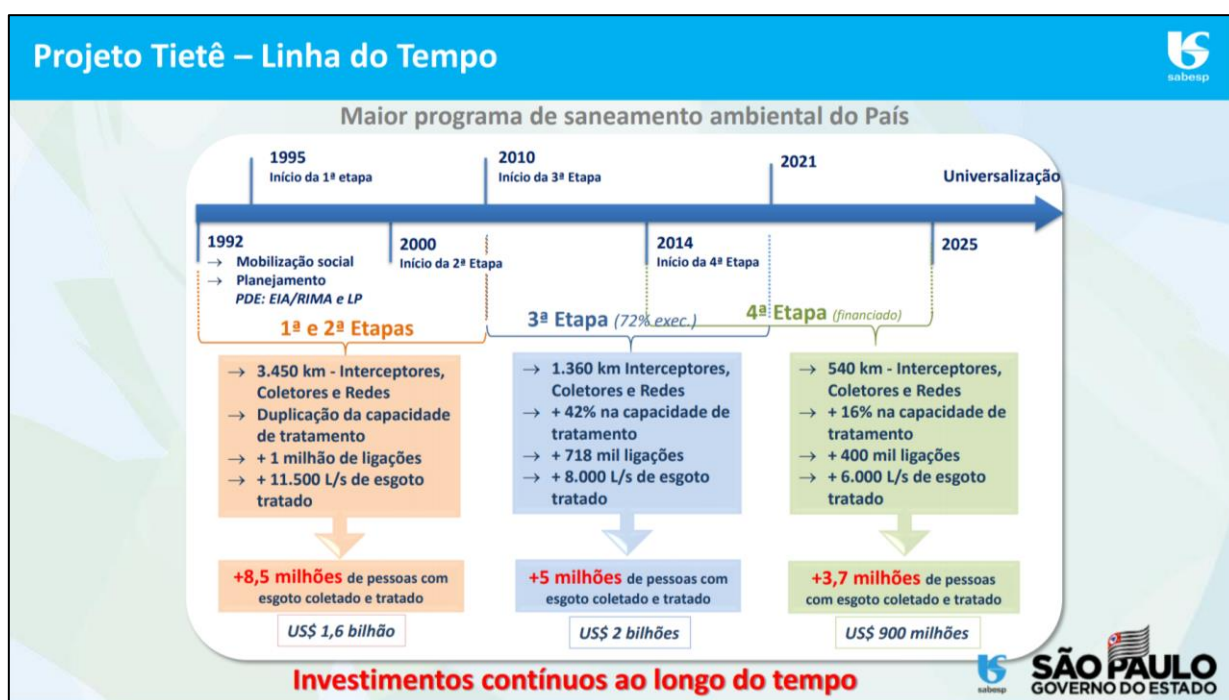 Projeto Tietê – Linha do Tempo
sabesp
Maior programa de saneamento ambiental do País
1995
Início da 1ª etapa
2010
Início da 3ª Etapa
2021
Universalização
1992
→ Mobilização social
→ Planejamento
PDE: EIA/RIMA e LP
2000
Início da 2ª Etapa
2014
Início da 4ª Etapa
2025
1ª e 2ª Etapas
3ª Etapa (72% exec.)
4ª Etapa (financiado)
→ 3.450 km - Interceptores,
Coletores e Redes
→ Duplicação da capacidade
de tratamento
→ + 1 milhão de ligações
→ + 11.500 L/s de esgoto
tratado
→ 1.360 km Interceptores,
Coletores e Redes
→ + 42% na capacidade de
tratamento
→ + 718 mil ligações
→ + 8.000 L/s de esgoto
tratado
→ 540 km - Interceptores,
Coletores e Redes
→ + 16% na capacidade de
tratamento
→ + 400 mil ligações
→ + 6.000 L/s de esgoto
tratado
+8,5 milhões de pessoas com
esgoto coletado e tratado
+5 milhões de pessoas com
esgoto coletado e tratado
+3,7 milhões de pessoas
com esgoto coletado e tratado
US$ 1,6 bilhão
US$ 2 bilhões
US$ 900 milhões
Investimentos contínuos ao longo do tempo
sabesp
SÃO PAULO
GOVERNO DO ESTADO